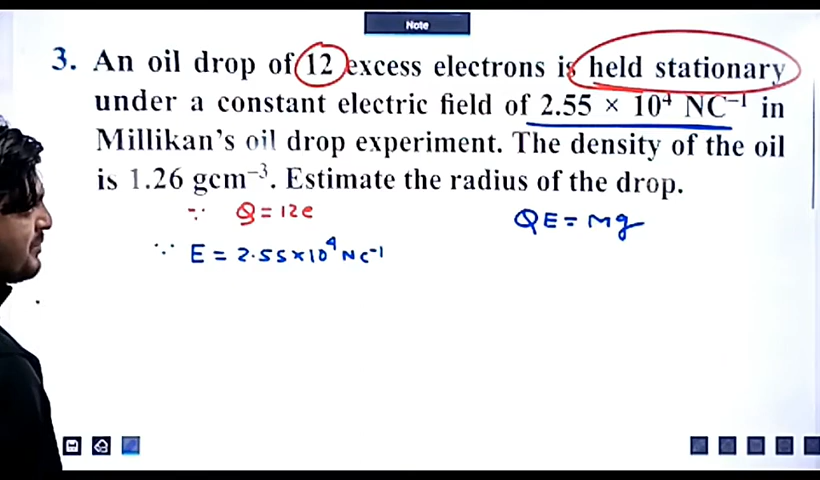 Note
3. An oil drop of 12 excess electrons is held stationary
under a constant electric field of 2.55 × 10⁴ NC⁻¹ in
Millikan's oil drop experiment. The density of the oil
is 1.26 gcm⁻³. Estimate the radius of the drop.
∵ Q = 12e QE = Mg
∵ E = 2.55×10⁴ NC⁻¹